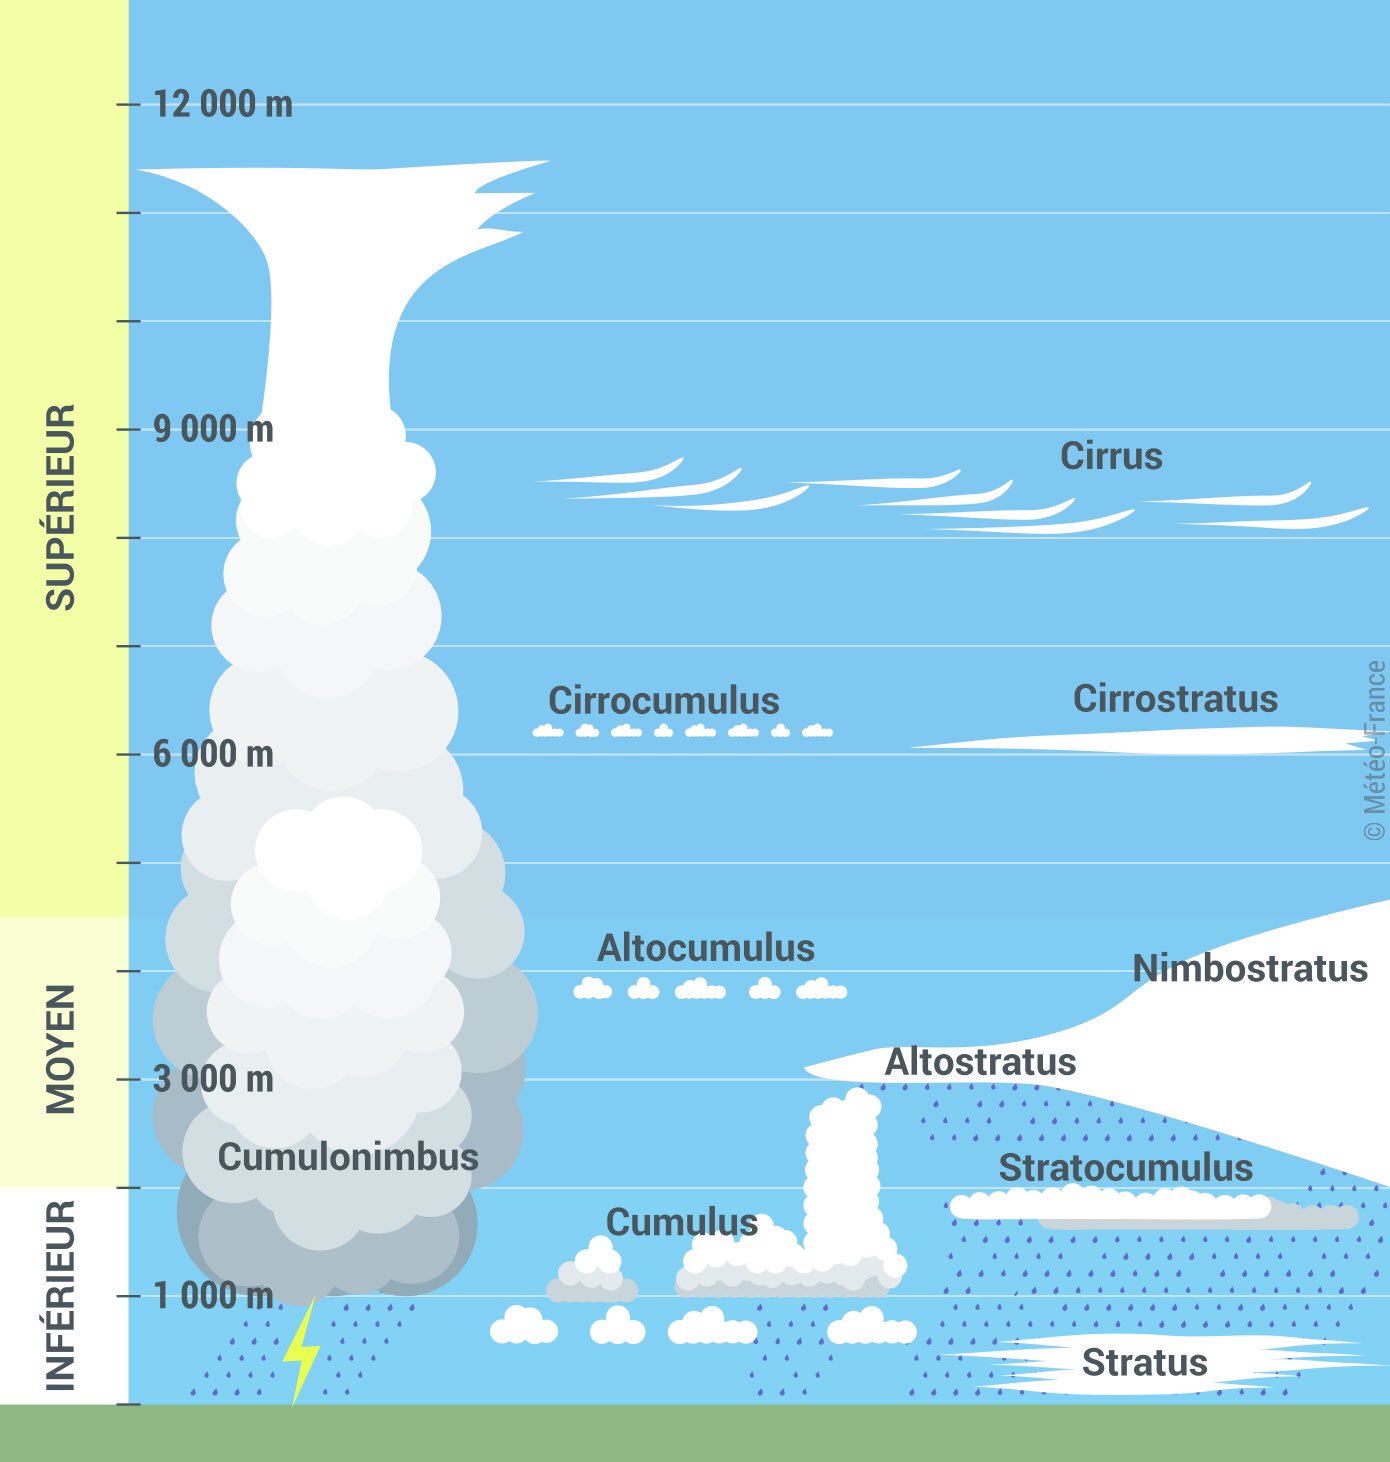 12 000 m
SUPÉRIEUR
9 000 m
Cirrus
Cirrocumulus
Cirrostratus
6 000 m
© Météo-France
Altocumulus
Nimbostratus
MOYEN
Altostratus
3 000 m
Cumulonimbus
Stratocumulus
Cumulus
INFÉRIEUR
1 000 m
Stratus